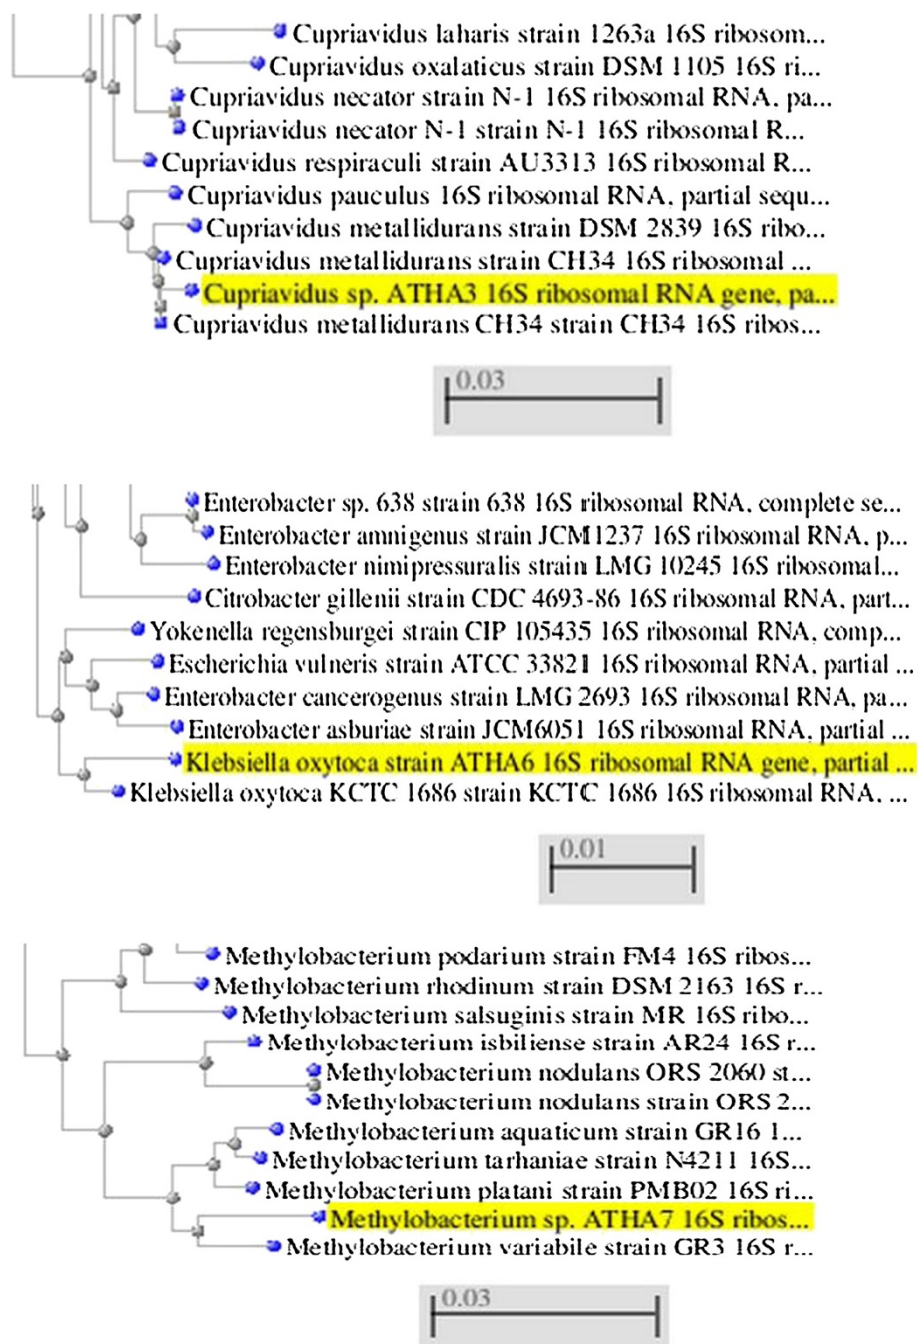 Cupriavidus laharis strain 1263a 16S ribosom...
Cupriavidus oxalaticus strain DSM 1105 16S ri...
Cupriavidus necator strain N-1 16S ribosomal RNA, pa...
Cupriavidus necator N-1 strain N-1 16S ribosomal R...
Cupriavidus respiraculi strain AU3313 16S ribosomal R...
Cupriavidus pauculus 16S ribosomal RNA, partial sequ...
Cupriavidus metallidurans strain DSM 2839 16S ribo...
Cupriavidus metallidurans strain CH34 16S ribosomal ...
Cupriavidus sp. ATHA3 16S ribosomal RNA gene, pa...
Cupriavidus metallidurans CH34 strain CH34 16S ribos...
0.03
Enterobacter sp. 638 strain 638 16S ribosomal RNA, complete se...
Enterobacter amnigenus strain JCM1237 16S ribosomal RNA, p...
Enterobacter nimipressuralis strain LMG 10245 16S ribosomal...
Citrobacter gillenii strain CDC 4693-86 16S ribosomal RNA, part...
Yokenella regensburgei strain CIP 105435 16S ribosomal RNA, comp...
Escherichia vulneris strain ATCC 33821 16S ribosomal RNA, partial ...
Enterobacter cancerogenus strain LMG 2693 16S ribosomal RNA, pa...
Enterobacter asburiae strain JCM6051 16S ribosomal RNA, partial ...
Klebsiella oxytoca strain ATHA6 16S ribosomal RNA gene, partial ...
Klebsiella oxytoca KCTC 1686 strain KCTC 1686 16S ribosomal RNA, ...
0.01
Methylobacterium podarium strain FM4 16S ribos...
Methylobacterium rhodinum strain DSM 2163 16S r...
Methylobacterium salsuginis strain MR 16S ribo...
Methylobacterium isbiliense strain AR24 16S r...
Methylobacterium nodulans ORS 2060 st...
Methylobacterium nodulans strain ORS 2...
Methylobacterium aquaticum strain GR16 1...
Methylobacterium tarhaniae strain N4211 16S...
Methylobacterium platani strain PMB02 16S ri...
Methylobacterium sp. ATHA7 16S ribos...
Methylobacterium variabile strain GR3 16S r...
0.03